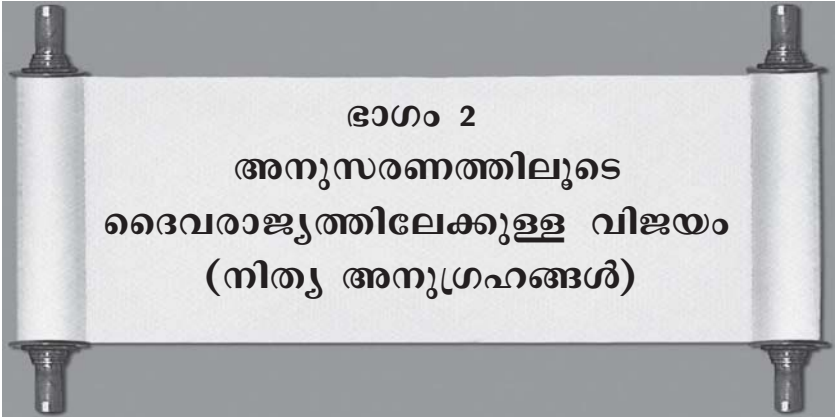 ഭാഗം 2
അനുസരണത്തിലൂടെ
ദൈവരാജ്യത്തിലേക്കുള്ള വിജയം
(നിത്യ അനുഗ്രഹങ്ങൾ)